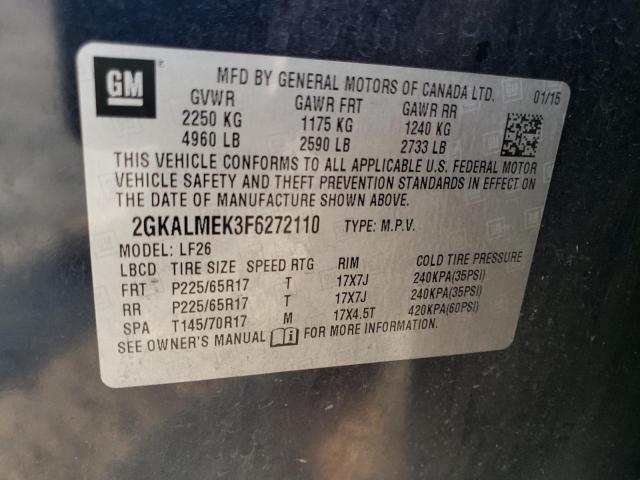 GM
MFD BY GENERAL MOTORS OF CANADA LTD. 01/15
GVWR GAWR FRT GAWR RR
2250 KG 1175 KG 1240 KG
4960 LB 2590 LB 2733 LB
THIS VEHICLE CONFORMS TO ALL APPLICABLE U.S. FEDERAL MOTOR
VEHICLE SAFETY AND THEFT PREVENTION STANDARDS IN EFFECT ON
THE DATE OF MANUFACTURE SHOWN ABOVE.
2GKALMEK3F6272110 TYPE: M.P.V.
MODEL: LF26
LBCD TIRE SIZE SPEED RTG RIM COLD TIRE PRESSURE
FRT P225/65R17 T 17X7J 240KPA(35PSI)
RR P225/65R17 T 17X7J 240KPA(35PSI)
SPA T145/70R17 M 17X4.5T 420KPA(60PSI)
SEE OWNER'S MANUAL FOR MORE INFORMATION.